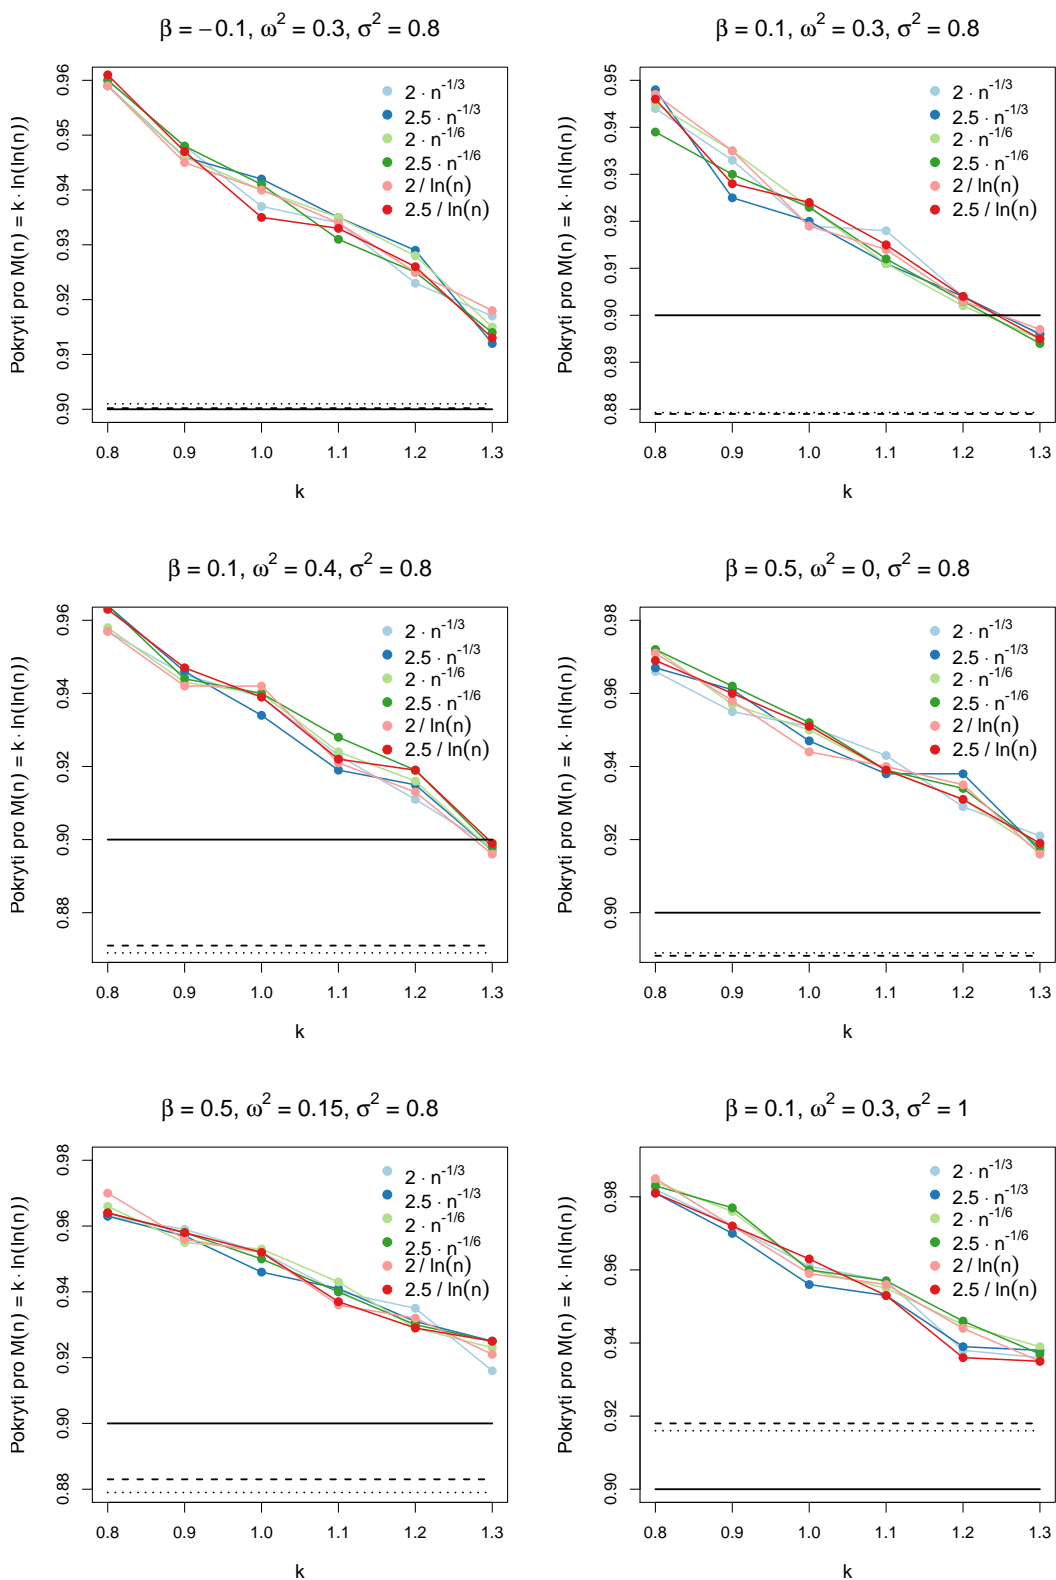 β = −0.1, ω² = 0.3, σ² = 0.8
Pokrytí pro M(n) = k · ln(ln(n))
0.96
0.95
0.94
0.93
0.92
0.91
0.90
2 · n^-1/3
2.5 · n^-1/3
2 · n^-1/6
2.5 · n^-1/6
2 / ln(n)
2.5 / ln(n)
0.8 0.9 1.0 1.1 1.2 1.3
k
β = 0.1, ω² = 0.3, σ² = 0.8
Pokrytí pro M(n) = k · ln(ln(n))
0.95
0.94
0.93
0.92
0.91
0.90
0.89
0.88
2 · n^-1/3
2.5 · n^-1/3
2 · n^-1/6
2.5 · n^-1/6
2 / ln(n)
2.5 / ln(n)
0.8 0.9 1.0 1.1 1.2 1.3
k
β = 0.1, ω² = 0.4, σ² = 0.8
Pokrytí pro M(n) = k · ln(ln(n))
0.96
0.94
0.92
0.90
0.88
2 · n^-1/3
2.5 · n^-1/3
2 · n^-1/6
2.5 · n^-1/6
2 / ln(n)
2.5 / ln(n)
0.8 0.9 1.0 1.1 1.2 1.3
k
β = 0.5, ω² = 0, σ² = 0.8
Pokrytí pro M(n) = k · ln(ln(n))
0.98
0.96
0.94
0.92
0.90
2 · n^-1/3
2.5 · n^-1/3
2 · n^-1/6
2.5 · n^-1/6
2 / ln(n)
2.5 / ln(n)
0.8 0.9 1.0 1.1 1.2 1.3
k
β = 0.5, ω² = 0.15, σ² = 0.8
Pokrytí pro M(n) = k · ln(ln(n))
0.98
0.96
0.94
0.92
0.90
0.88
2 · n^-1/3
2.5 · n^-1/3
2 · n^-1/6
2.5 · n^-1/6
2 / ln(n)
2.5 / ln(n)
0.8 0.9 1.0 1.1 1.2 1.3
k
β = 0.1, ω² = 0.3, σ² = 1
Pokrytí pro M(n) = k · ln(ln(n))
0.98
0.96
0.94
0.92
0.90
2 · n^-1/3
2.5 · n^-1/3
2 · n^-1/6
2.5 · n^-1/6
2 / ln(n)
2.5 / ln(n)
0.8 0.9 1.0 1.1 1.2 1.3
k